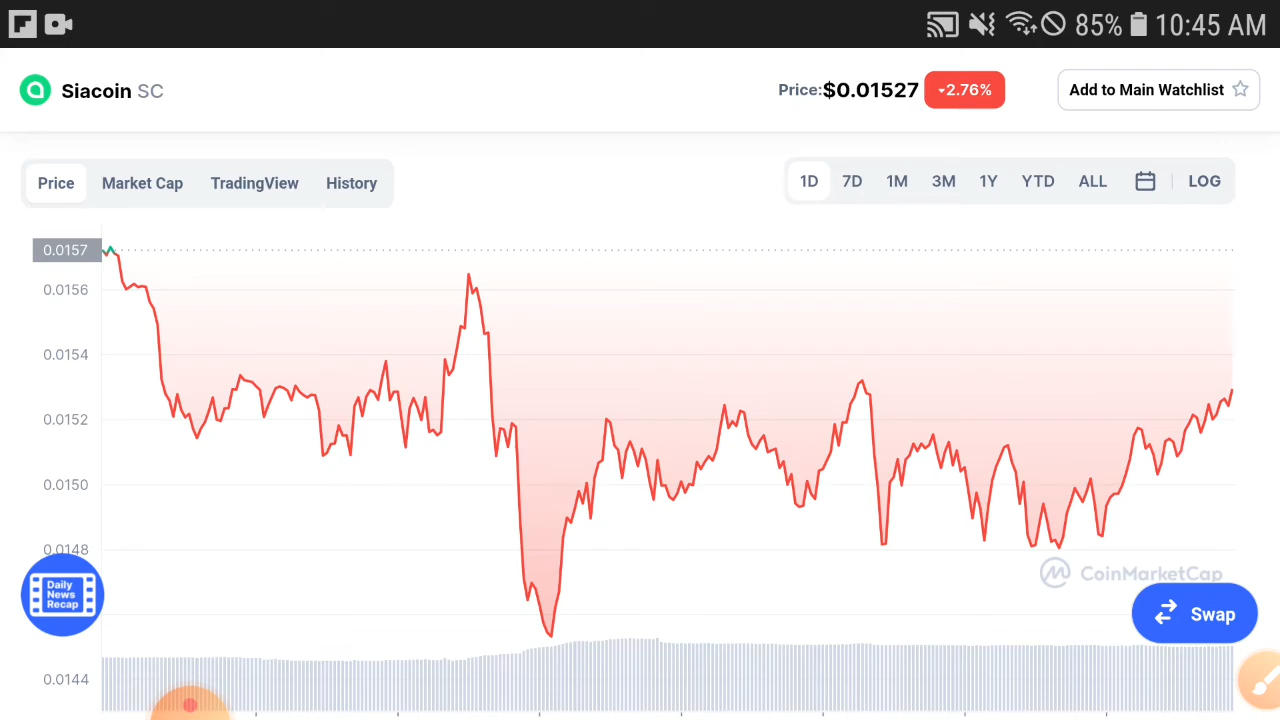 85% 10:45 AM
Siacoin SC
Price: $0.01527 2.76% Add to Main Watchlist
Price Market Cap TradingView History
1D 7D 1M 3M 1Y YTD ALL LOG
0.0157
0.0156
0.0154
0.0152
0.0150
0.0148
Daily
News
Recap
CoinMarketCap
Swap
0.0144